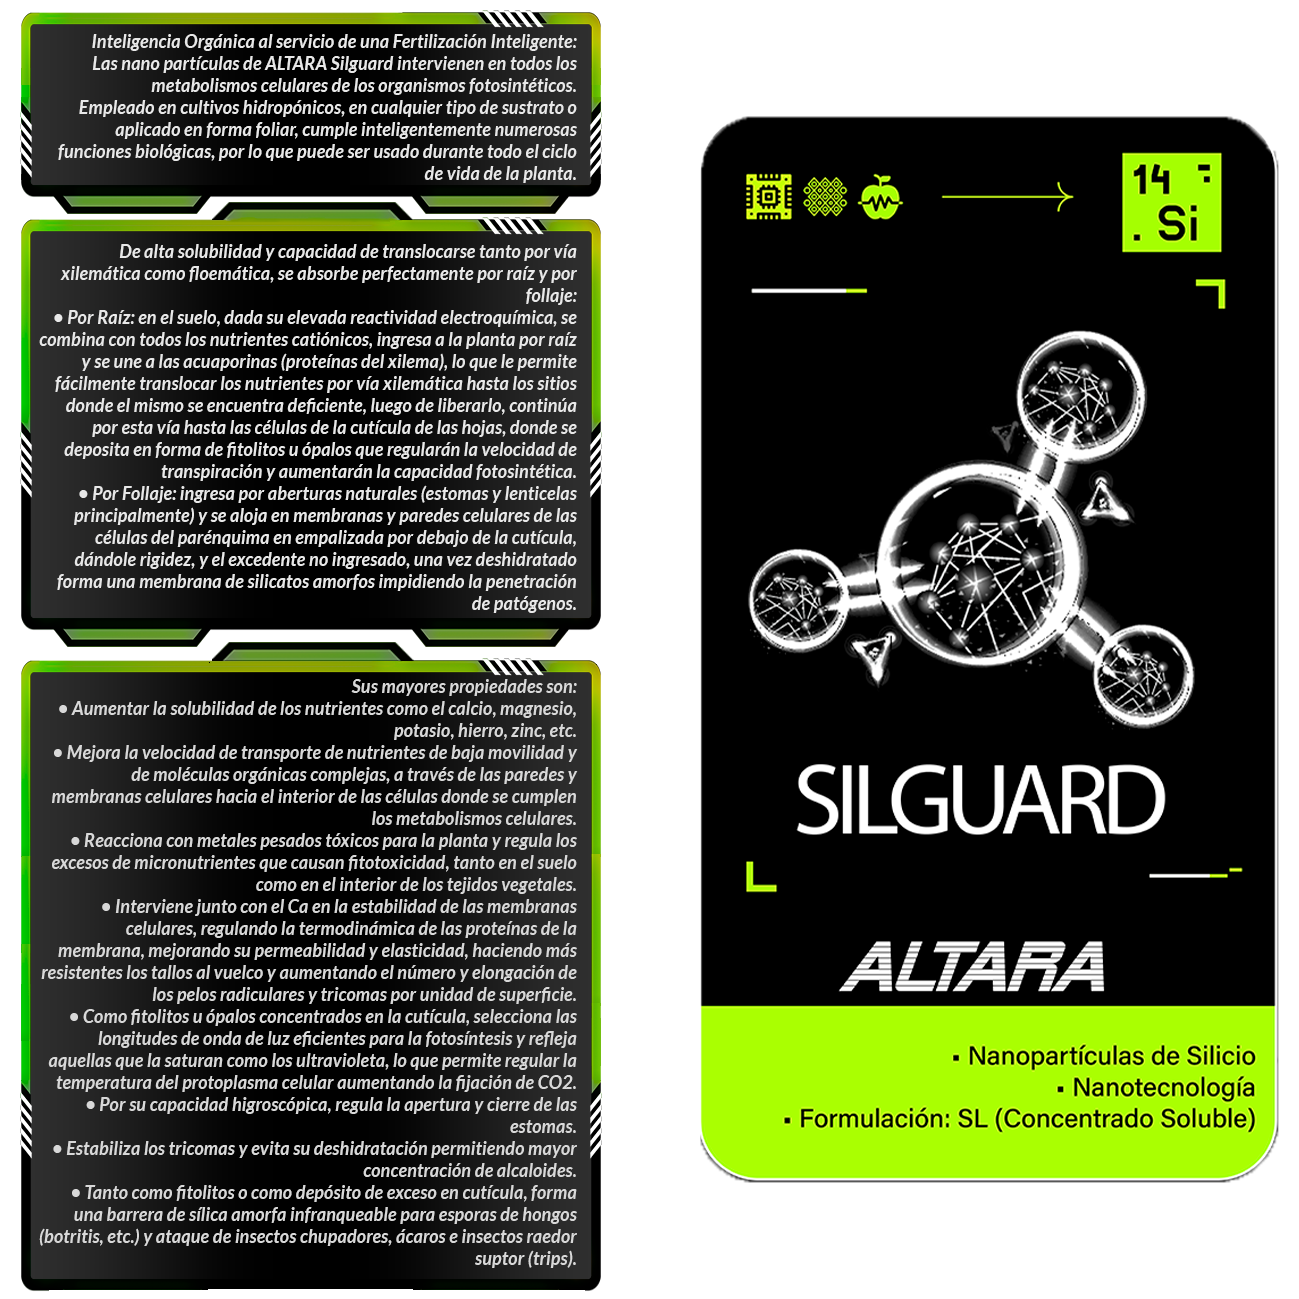 Inteligencia Orgánica al servicio de una Fertilización Inteligente:
Las nano partículas de ALTARA Silguard intervienen en todos los
metabolismos celulares de los organismos fotosintéticos.
Empleado en cultivos hidropónicos, en cualquier tipo de sustrato o
aplicado en forma foliar, cumple inteligentemente numerosas
funciones biológicas, por lo que puede ser usado durante todo el ciclo
de vida de la planta.
De alta solubilidad y capacidad de translocarse tanto por vía
xilemática como floemática, se absorbe perfectamente por raíz y por
follaje:
• Por Raíz: en el suelo, dada su elevada reactividad electroquímica, se
combina con todos los nutrientes catiónicos, ingresa a la planta por raíz
y se une a las acuaporinas (proteínas del xilema), lo que le permite
fácilmente translocar los nutrientes por vía xilemática hasta los sitios
donde el mismo se encuentra deficiente, luego de liberarlo, continúa
por esta vía hasta las células de la cutícula de las hojas, donde se
deposita en forma de fitolitos u ópalos que regularán la velocidad de
transpiración y aumentarán la capacidad fotosintética.
• Por Follaje: ingresa por aberturas naturales (estomas y lenticelas
principalmente) y se aloja en membranas y paredes celulares de las
células del parénquima en empalizada por debajo de la cutícula,
dándole rigidez, y el excedente no ingresado, una vez deshidratado
forma una membrana de silicatos amorfos impidiendo la penetración
de patógenos.
Sus mayores propiedades son:
• Aumentar la solubilidad de los nutrientes como el calcio, magnesio,
potasio, hierro, zinc, etc.
• Mejora la velocidad de transporte de nutrientes de baja movilidad y
de moléculas orgánicas complejas, a través de las paredes y
membranas celulares hacia el interior de las células donde se cumplen
los metabolismos celulares.
• Reacciona con metales pesados tóxicos para la planta y regula los
excesos de micronutrientes que causan fitotoxicidad, tanto en el suelo
como en el interior de los tejidos vegetales.
• Interviene junto con el Ca en la estabilidad de las membranas
celulares, regulando la termodinámica de las proteínas de la
membrana, mejorando su permeabilidad y elasticidad, haciendo más
resistentes los tallos al vuelco y aumentando el número y elongación de
los pelos radiculares y tricomas por unidad de superficie.
• Como fitolitos u ópalos concentrados en la cutícula, selecciona las
longitudes de onda de luz eficientes para la fotosíntesis y refleja
aquellas que la saturan como los ultravioleta, lo que permite regular la
temperatura del protoplasma celular aumentando la fijación de CO2.
• Por su capacidad higroscópica, regula la apertura y cierre de las
estomas.
• Estabiliza los tricomas y evita su deshidratación permitiendo mayor
concentración de alcaloides.
• Tanto como fitolitos o como depósito de exceso en cutícula, forma
una barrera de sílica amorfa infranqueable para esporas de hongos
(botritis, etc.) y ataque de insectos chupadores, ácaros e insectos raedor
suptor (trips).
14
. Si
SILGUARD
ALTARA
▪ Nanopartículas de Silicio
▪ Nanotecnología
▪ Formulación: SL (Concentrado Soluble)